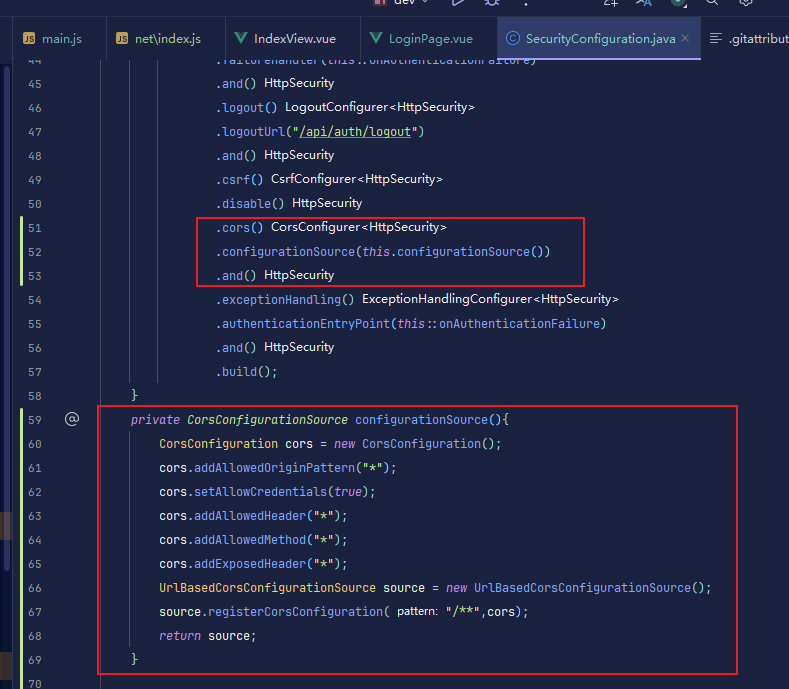 dev
JS main.js JS net\index.js IndexView.vue LoginPage.vue SecurityConfiguration.java × .gitattribut
44 .failureHandler(this::onAuthenticationFailure)
45 .and() HttpSecurity
46 .logout() LogoutConfigurer<HttpSecurity>
47 .logoutUrl("/api/auth/logout")
48 .and() HttpSecurity
49 .csrf() CsrfConfigurer<HttpSecurity>
50 .disable() HttpSecurity
51 .cors() CorsConfigurer<HttpSecurity>
52 .configurationSource(this.configurationSource())
53 .and() HttpSecurity
54 .exceptionHandling() ExceptionHandlingConfigurer<HttpSecurity>
55 .authenticationEntryPoint(this::onAuthenticationFailure)
56 .and() HttpSecurity
57 .build();
58 }
59 @ private CorsConfigurationSource configurationSource(){
60 CorsConfiguration cors = new CorsConfiguration();
61 cors.addAllowedOriginPattern("*");
62 cors.setAllowCredentials(true);
63 cors.addAllowedHeader("*");
64 cors.addAllowedMethod("*");
65 cors.addExposedHeader("*");
66 UrlBasedCorsConfigurationSource source = new UrlBasedCorsConfigurationSource();
67 source.registerCorsConfiguration( pattern: "/**",cors);
68 return source;
69 }
70